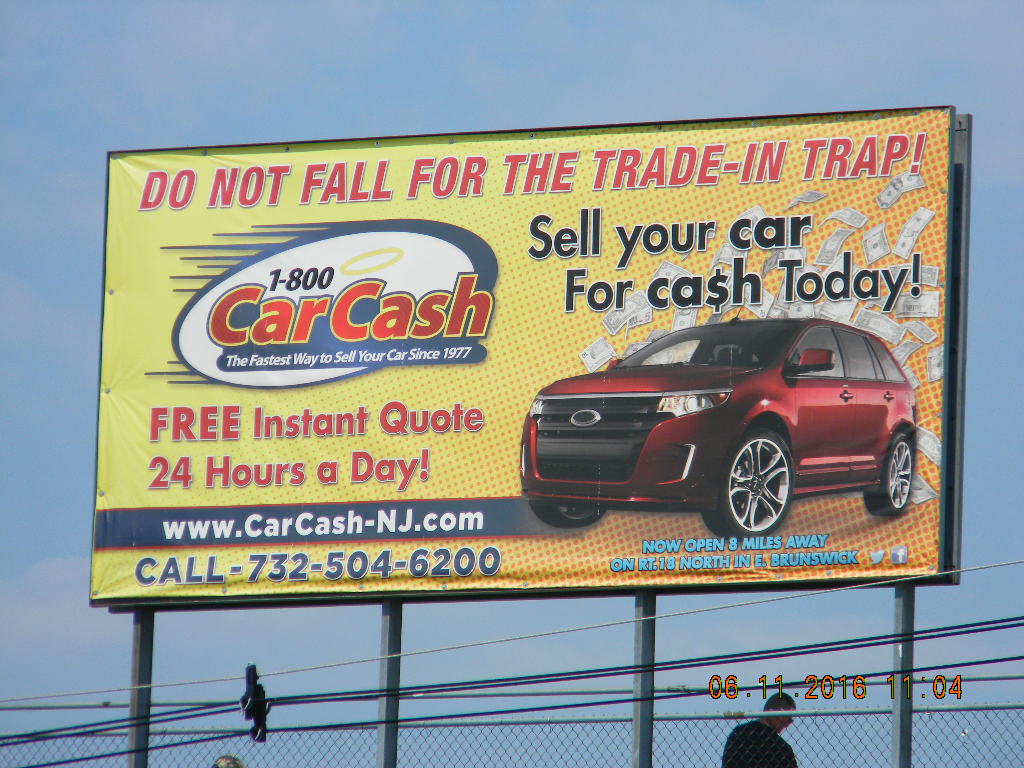 DO NOT FALL FOR THE TRADE-IN TRAP!
Sell your car
For ca$h Today!
1-800
CarCash
The Fastest Way to Sell Your Car Since 1977
FREE Instant Quote
24 Hours a Day!
www.CarCash-NJ.com
CALL-732-504-6200
NOW OPEN 8 MILES AWAY
ON RT.18 NORTH IN E. BRUNSWICK
06.11.2016 11:04